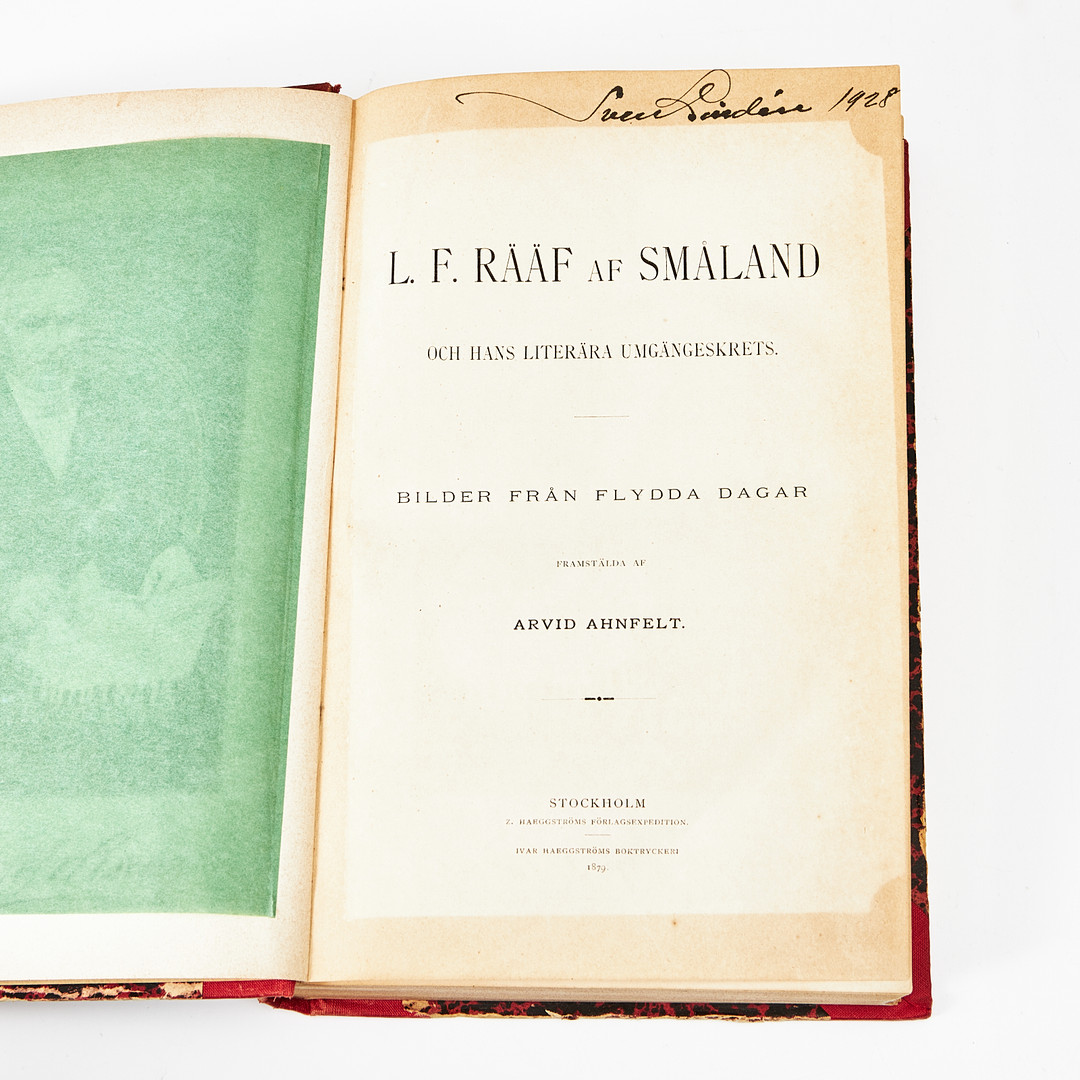 Sven Lindén 1928
L. F. RÄÄF AF SMÅLAND
OCH HANS LITERÄRA UMGÄNGESKRETS.
BILDER FRÅN FLYDDA DAGAR
FRAMSTÄLDA AF
ARVID AHNFELT.
STOCKHOLM
Z. HAEGGSTRÖMS FÖRLAGSEXPEDITION.
IVAR HAEGGSTRÖMS BOKTRYCKERI
1879.